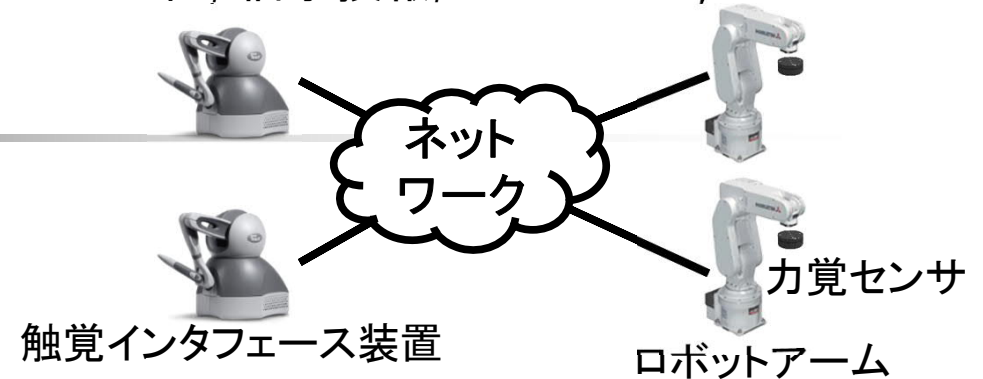 ネット
ワーク
力覚センサ
触覚インタフェース装置
ロボットアーム